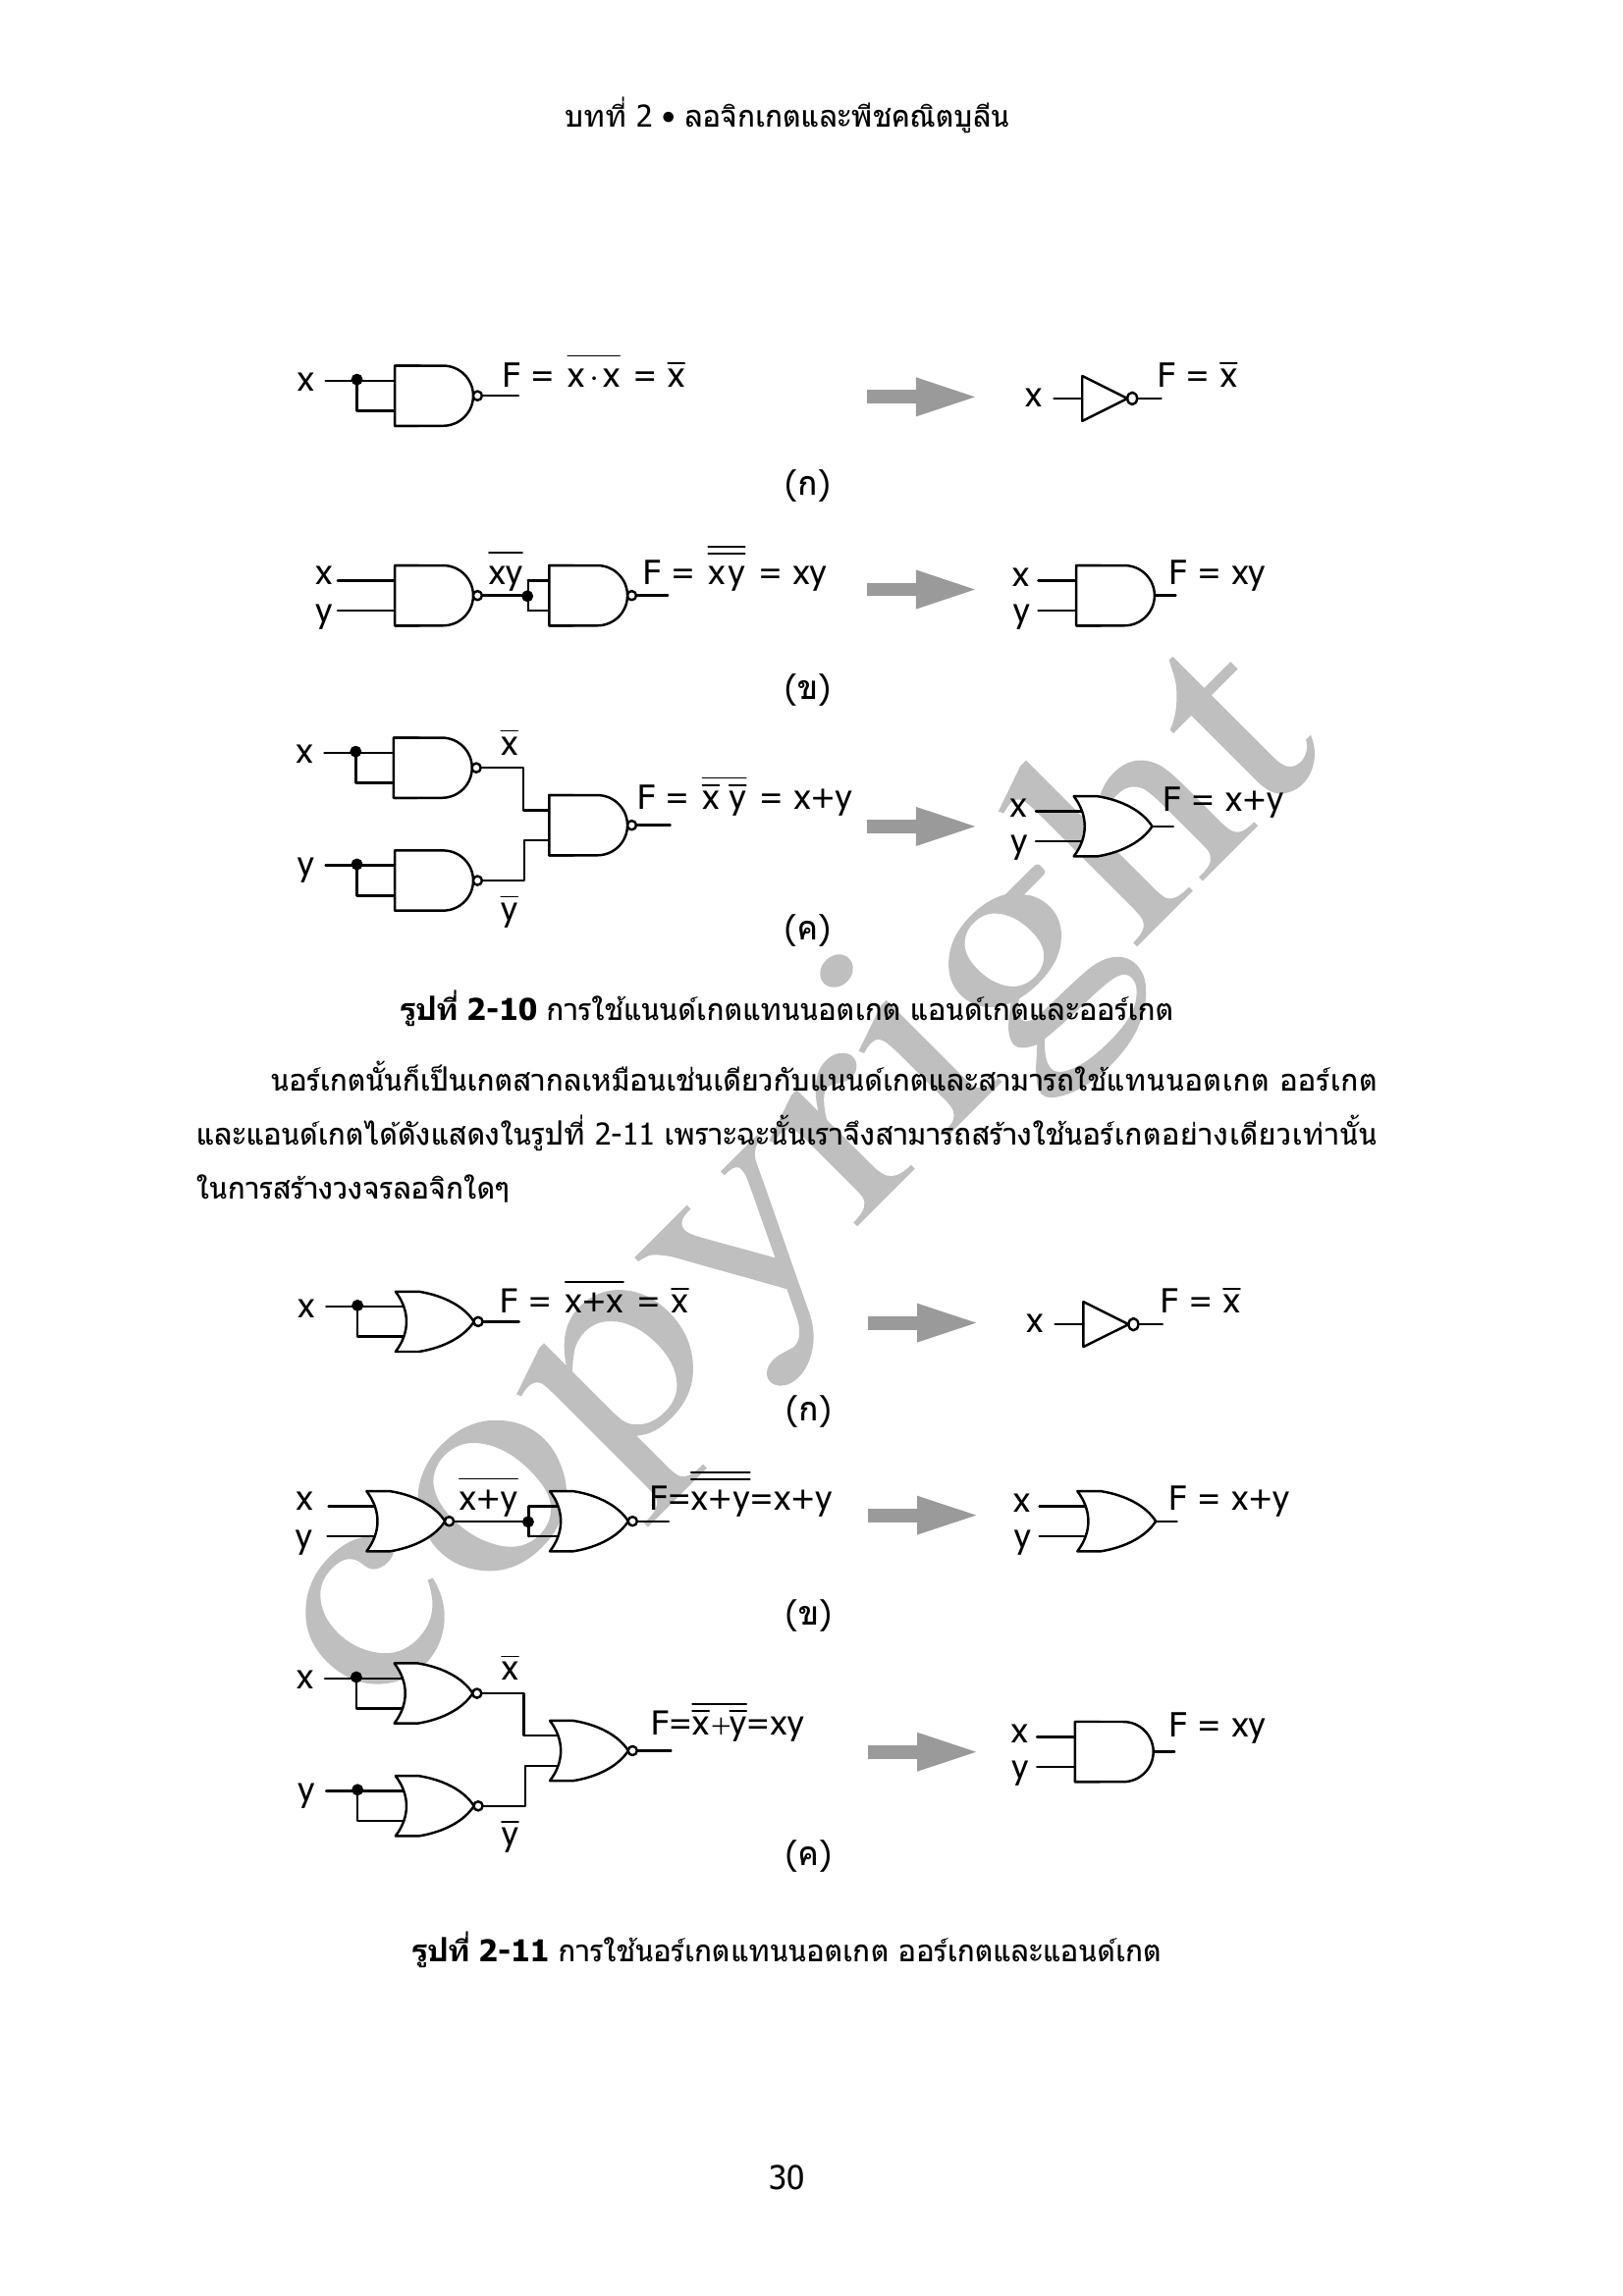 บทที่ 2 • ลอจิกเกตและพีชคณิตบูลีน
x F = \overline{x · x} = x̅ x F = x̅
(ก)
x y \overline{xy} F = \overline{\overline{xy}} = xy x y F = xy
(ข)
x x̅
F = \overline{x̅ y̅} = x+y x y F = x+y
y y̅
(ค)
รูปที่ 2-10 การใช้แนนด์เกตแทนนอตเกต แอนด์เกตและออร์เกต
นอร์เกตนั้นก็เป็นเกตสากลเหมือนเช่นเดียวกับแนนด์เกตและสามารถใช้แทนนอตเกต ออร์เกต
และแอนด์เกตได้ดังแสดงในรูปที่ 2-11 เพราะฉะนั้นเราจึงสามารถสร้างใช้นอร์เกตอย่างเดียวเท่านั้น
ในการสร้างวงจรลอจิกใดๆ
x F = \overline{x+x} = x̅ x F = x̅
(ก)
x y \overline{x+y} F=\overline{\overline{x+y}}=x+y x y F = x+y
(ข)
x x̅
F=\overline{x̅+y̅}=xy x y F = xy
y y̅
(ค)
รูปที่ 2-11 การใช้นอร์เกตแทนนอตเกต ออร์เกตและแอนด์เกต
30
copyright